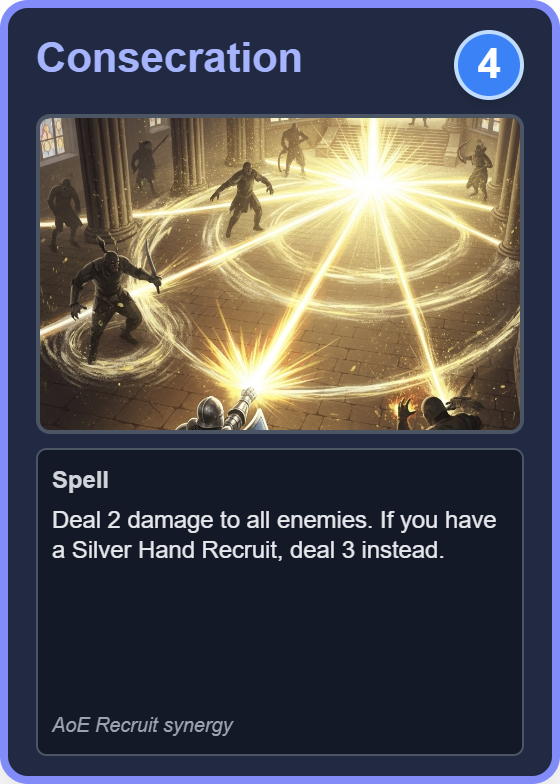 Consecration
4
Spell
Deal 2 damage to all enemies. If you have
a Silver Hand Recruit, deal 3 instead.
AoE Recruit synergy